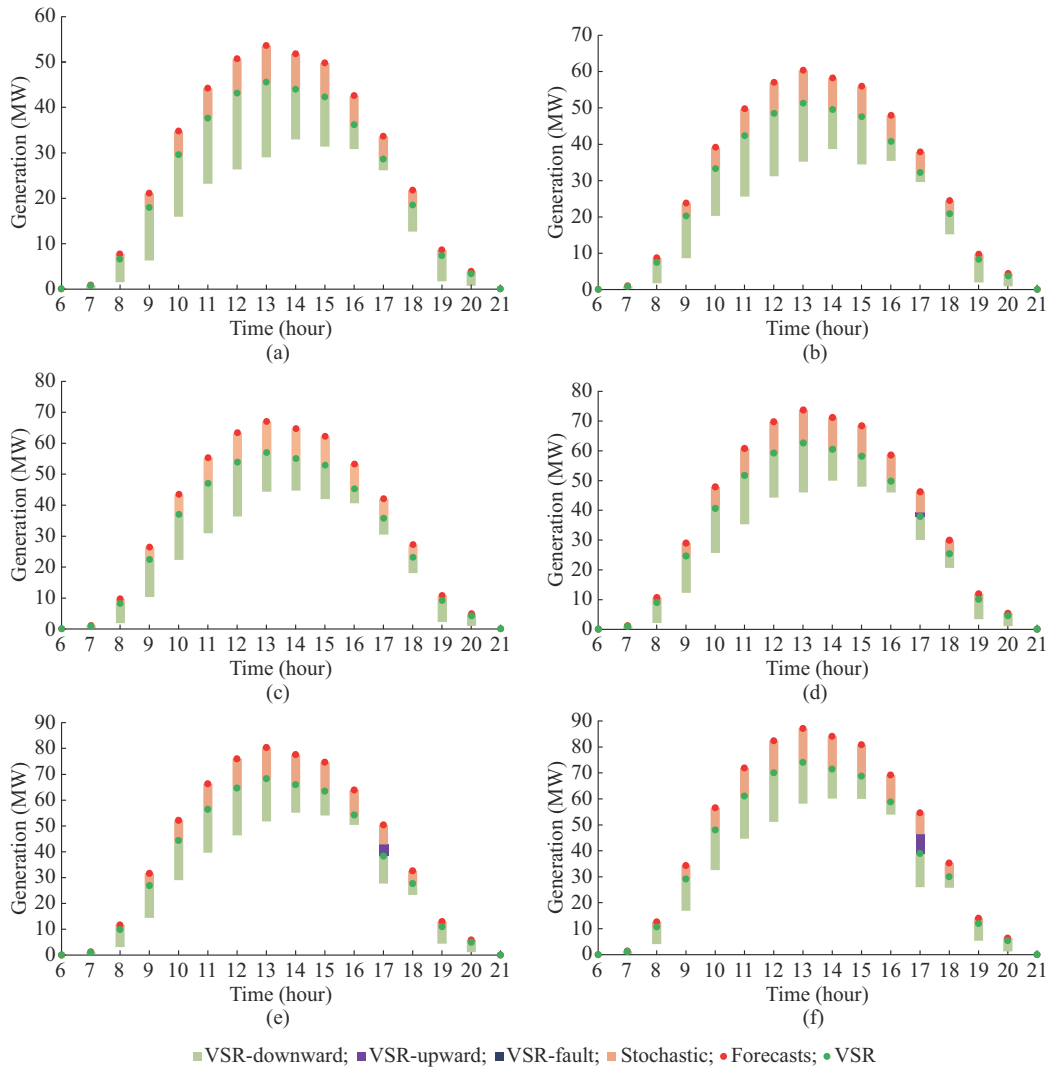 60
50
40
30
20
10
0
Generation (MW)
6 7 8 9 10 11 12 13 14 15 16 17 18 19 20 21
Time (hour)
(a)
70
60
50
40
30
20
10
0
Generation (MW)
6 7 8 9 10 11 12 13 14 15 16 17 18 19 20 21
Time (hour)
(b)
80
70
60
50
40
30
20
10
0
Generation (MW)
6 7 8 9 10 11 12 13 14 15 16 17 18 19 20 21
Time (hour)
(c)
80
70
60
50
40
30
20
10
0
Generation (MW)
6 7 8 9 10 11 12 13 14 15 16 17 18 19 20 21
Time (hour)
(d)
90
80
70
60
50
40
30
20
10
0
Generation (MW)
6 7 8 9 10 11 12 13 14 15 16 17 18 19 20 21
Time (hour)
(e)
90
80
70
60
50
40
30
20
10
0
Generation (MW)
6 7 8 9 10 11 12 13 14 15 16 17 18 19 20 21
Time (hour)
(f)
VSR-downward; VSR-upward; VSR-fault; Stochastic; Forecasts; VSR